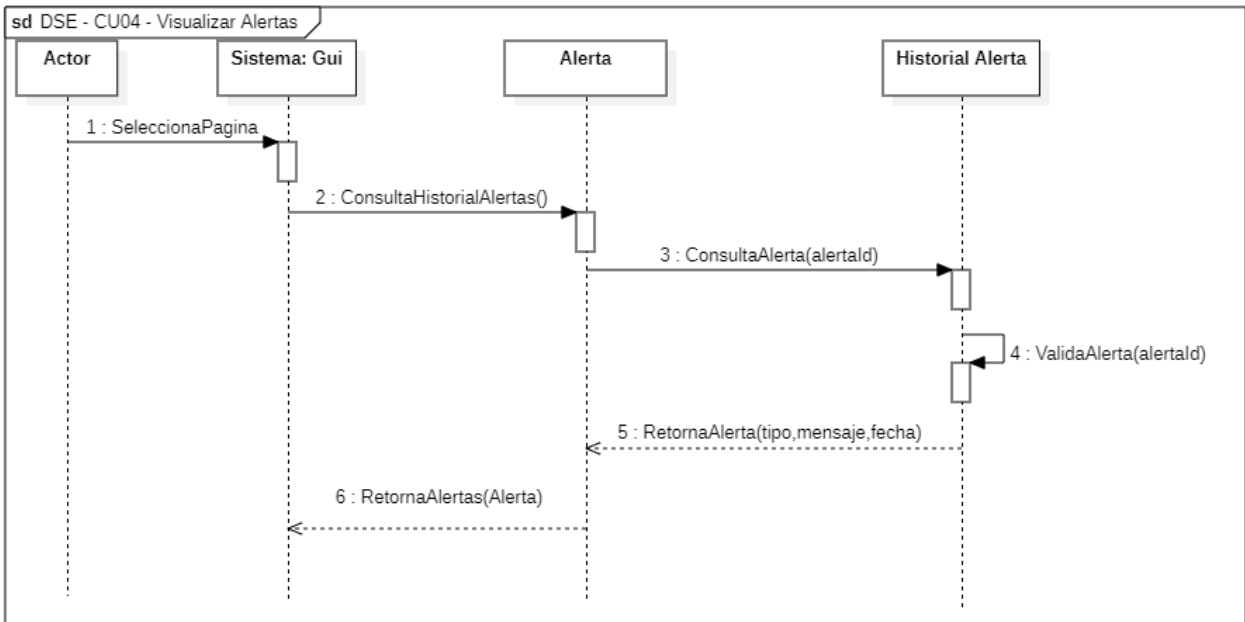 sd DSE - CU04 - Visualizar Alertas
Actor
Sistema: Gui
Alerta
Historial Alerta
1 : SeleccionaPagina
2 : ConsultaHistorialAlertas()
3 : ConsultaAlerta(alertaId)
4 : ValidaAlerta(alertaId)
5 : RetornaAlerta(tipo,mensaje,fecha)
6 : RetornaAlertas(Alerta)